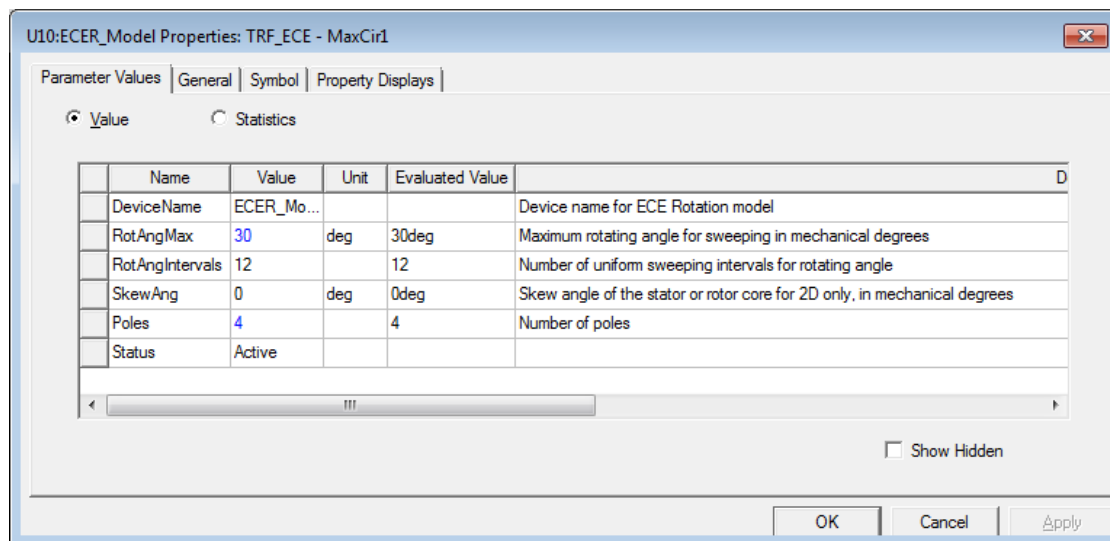 U10:ECER_Model Properties: TRF_ECE - MaxCir1
Parameter Values General Symbol Property Displays
Value Statistics
Name Value Unit Evaluated Value D
DeviceName ECER_Mo... Device name for ECE Rotation model
RotAngMax 30 deg 30deg Maximum rotating angle for sweeping in mechanical degrees
RotAngIntervals 12 12 Number of uniform sweeping intervals for rotating angle
SkewAng 0 deg 0deg Skew angle of the stator or rotor core for 2D only, in mechanical degrees
Poles 4 4 Number of poles
Status Active
Show Hidden
OK Cancel Apply